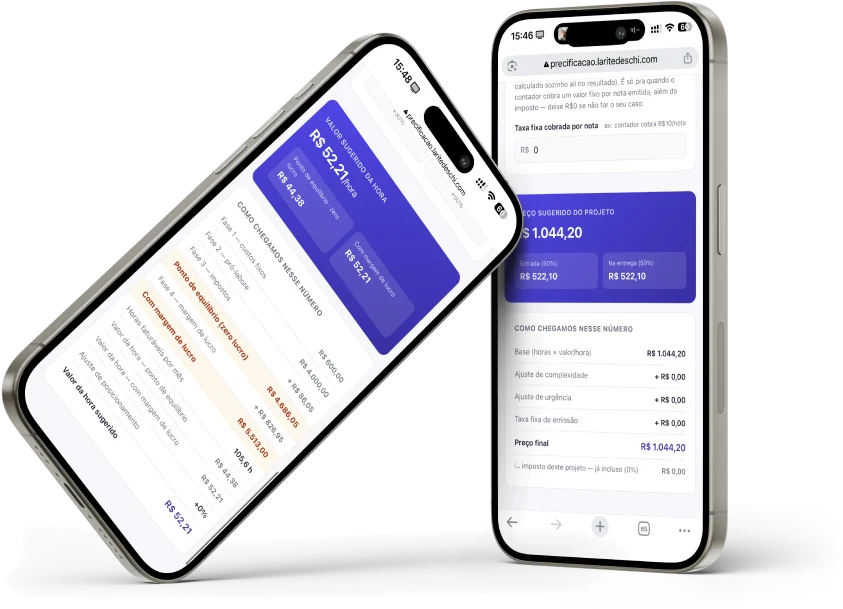 15:48
precificacao.laritedeschi.com
+30%
+60%
VALOR SUGERIDO DA HORA
R$ 52,21/hora
Ponto de equilíbrio · zero lucro
R$ 44,38
Com margem de lucro
R$ 52,21
COMO CHEGAMOS NESSE NÚMERO
Fase 1 — custos fixos R$ 600,00
Fase 2 — pró-labore R$ 4.000,00
Fase 3 — impostos + R$ 86,05
Ponto de equilíbrio (zero lucro) R$ 4.686,05
Fase 4 — margem de lucro + R$ 826,95
Com margem de lucro R$ 5.513,00
Horas faturáveis por mês 105,6 h
Valor da hora — ponto de equilíbrio R$ 44,38
Valor da hora — com margem de lucro R$ 52,21
Ajuste de posicionamento +0%
Valor da hora sugerido R$ 52,21
15:46
precificacao.laritedeschi.com
calculado sozinho ali no resultado). É só pra quando o
contador cobra um valor fixo por nota emitida, além do
imposto — deixe R$0 se não for o seu caso.
Taxa fixa cobrada por nota ex: contador cobra R$10/nota
R$ 0
EÇO SUGERIDO DO PROJETO
$ 1.044,20
Entrada (50%)
R$ 522,10
Na entrega (50%)
R$ 522,10
COMO CHEGAMOS NESSE NÚMERO
Base (horas × valor/hora) R$ 1.044,20
Ajuste de complexidade + R$ 0,00
Ajuste de urgência + R$ 0,00
Taxa fixa de emissão + R$ 0,00
Preço final R$ 1.044,20
imposto deste projeto — já incluso (0%) R$ 0,00
65